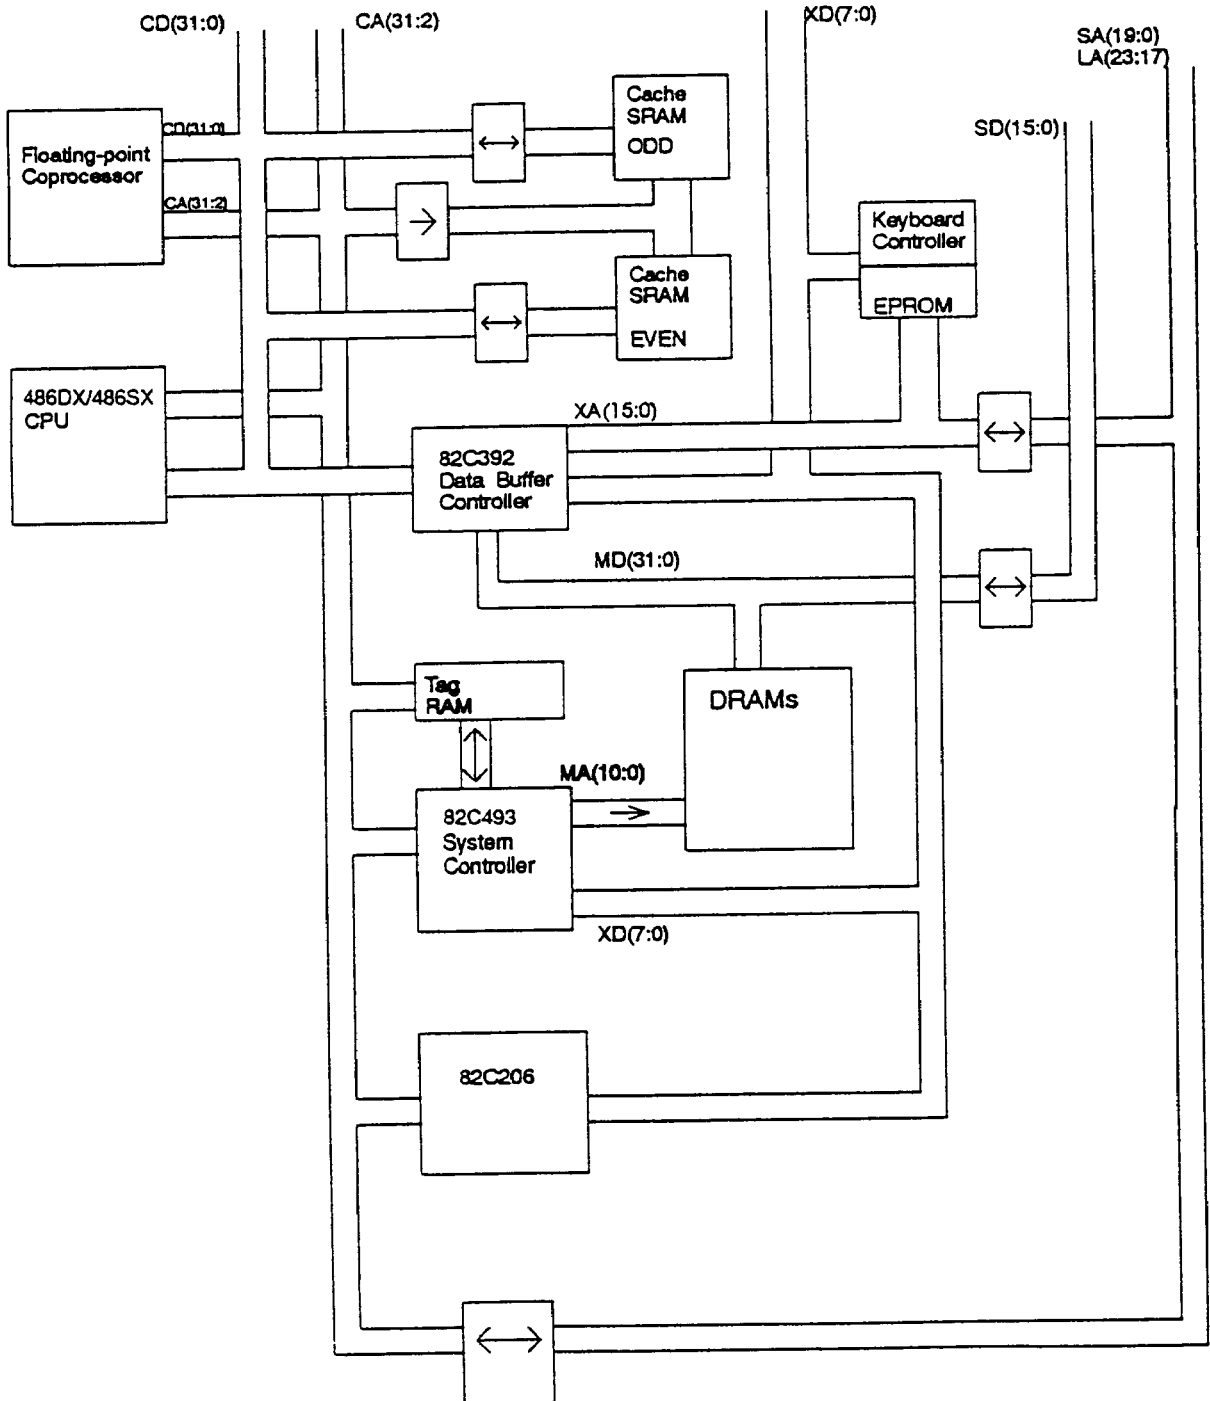 CD(31:0)
CA(31:2)
XD(7:0)
SA(19:0)
LA(23:17)
SD(15:0)
Floating-point
Coprocessor
CD(31:0)
CA(31:2)
Cache
SRAM
ODD
Cache
SRAM
EVEN
Keyboard
Controller
EPROM
486DX/486SX
CPU
XA(15:0)
82C392
Data Buffer
Controller
MD(31:0)
Tag
RAM
DRAMs
MA(10:0)
82C493
System
Controller
XD(7:0)
82C206